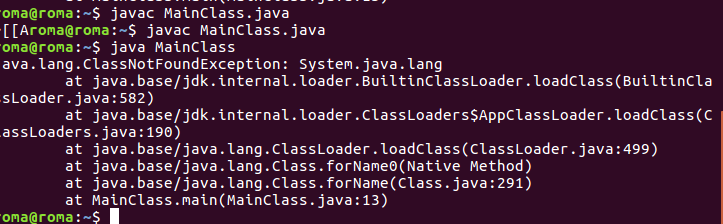 roma@roma:~$ javac MainClass.java
^[[Aroma@roma:~$ javac MainClass.java
roma@roma:~$ java MainClass
java.lang.ClassNotFoundException: System.java.lang
at java.base/jdk.internal.loader.BuiltinClassLoader.loadClass(BuiltinCla
ssLoader.java:582)
at java.base/jdk.internal.loader.ClassLoaders$AppClassLoader.loadClass(C
lassLoaders.java:190)
at java.base/java.lang.ClassLoader.loadClass(ClassLoader.java:499)
at java.base/java.lang.Class.forName0(Native Method)
at java.base/java.lang.Class.forName(Class.java:291)
at MainClass.main(MainClass.java:13)
roma@roma:~$